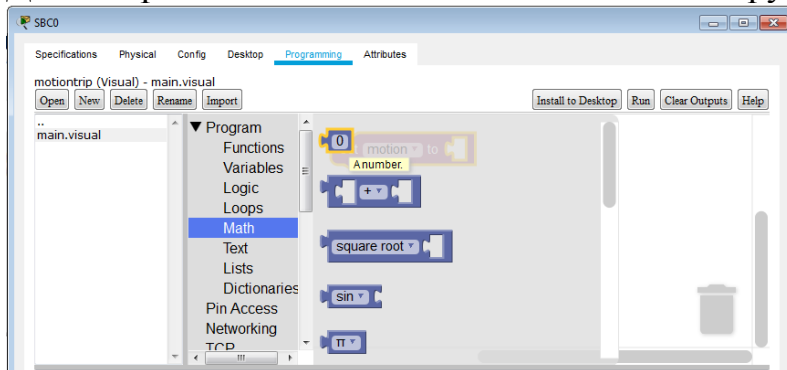 SBC0
Specifications Physical Config Desktop Programming Attributes
motiontrip (Visual) - main.visual
Open New Delete Rename Import Install to Desktop Run Clear Outputs Help
..
main.visual
Program
Functions
Variables
Logic
Loops
Math
Text
Lists
Dictionaries
Pin Access
Networking
TCP
0
motion to
A number.
+
square root
sin
π